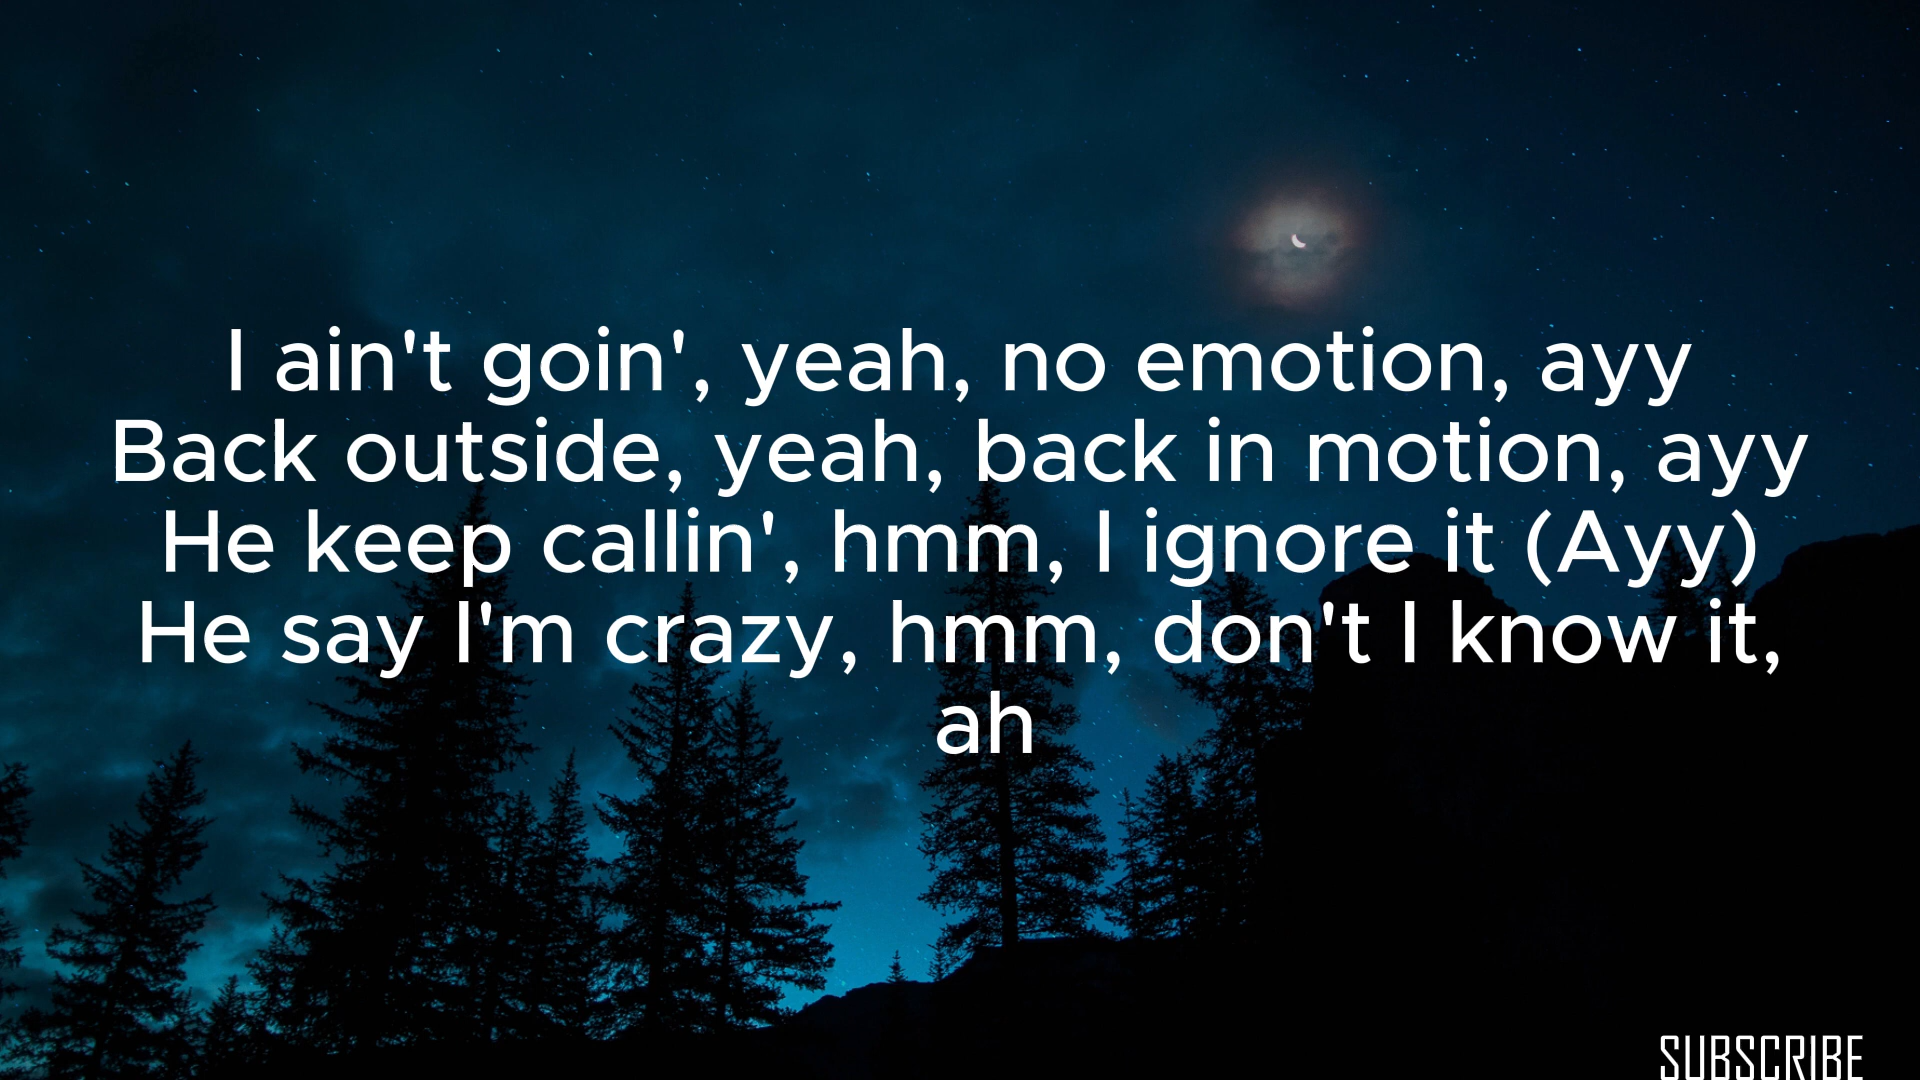 I ain't goin', yeah, no emotion, ayy
Back outside, yeah, back in motion, ayy
He keep callin', hmm, I ignore it (Ayy)
He say I'm crazy, hmm, don't I know it,
ah
SUBSCRIBE